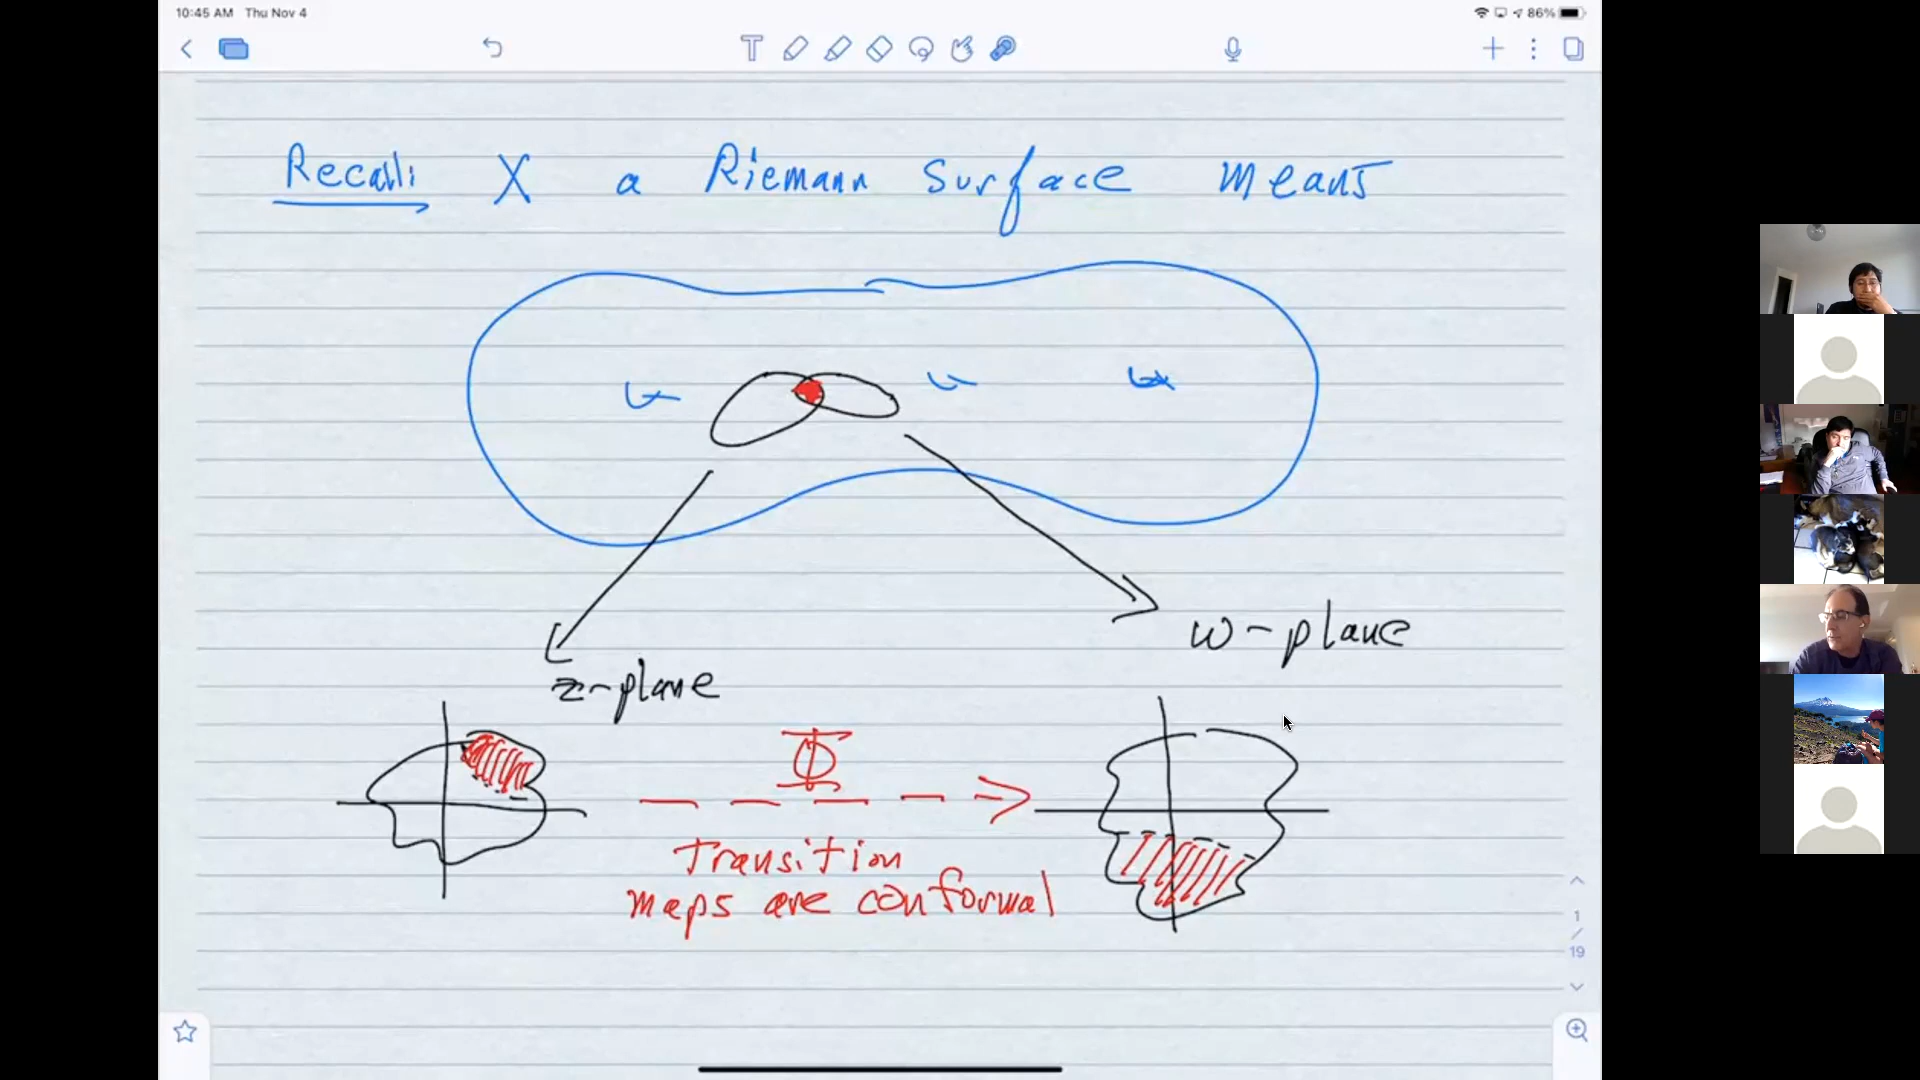 10:45 AM Thu Nov 4
86%
Recall: X a Riemann Surface means
w-plane
z-plane
Φ
Transition
maps are conformal
1
/
19